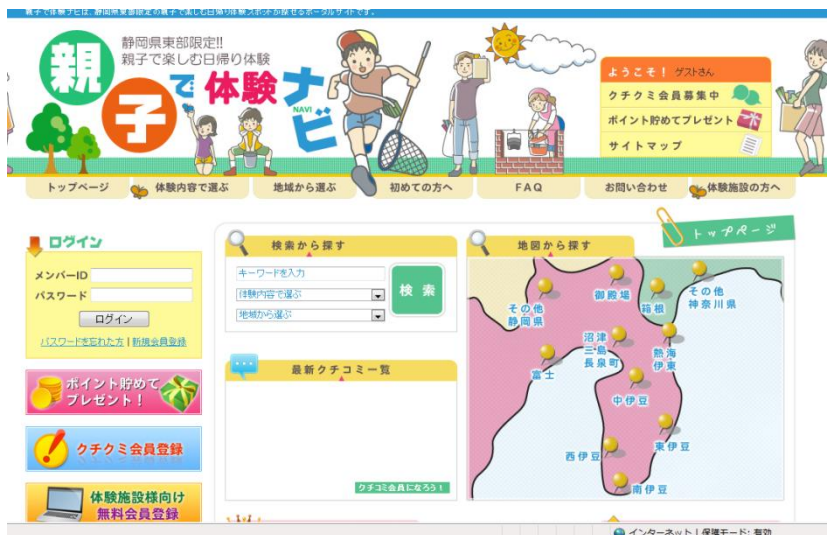 親子で体験ナビは、静岡県東部限定の親子で楽しむ日帰り体験スポットが探せるポータルサイトです。
静岡県東部限定!!
親子で楽しむ日帰り体験
親子で体験ナビ
NAVI
ようこそ！ ゲストさん
クチクミ会員募集中
ポイント貯めてプレゼント
サイトマップ
トップページ
体験内容で選ぶ
地域から選ぶ
初めての方へ
FAQ
お問い合わせ
体験施設の方へ
トップページ
ログイン
メンバーID
パスワード
ログイン
パスワードを忘れた方 | 新規会員登録
ポイント貯めて
プレゼント！
クチクミ会員登録
体験施設様向け
無料会員登録
検索から探す
キーワードを入力
体験内容で選ぶ
地域から選ぶ
検索
最新クチコミ一覧
クチコミ会員になろう！
地図から探す
その他
静岡県
御殿場
箱根
その他
神奈川県
沼津
三島
長泉町
熱海
伊東
富士
中伊豆
西伊豆
東伊豆
南伊豆
インターネット | 保護モード: 有効